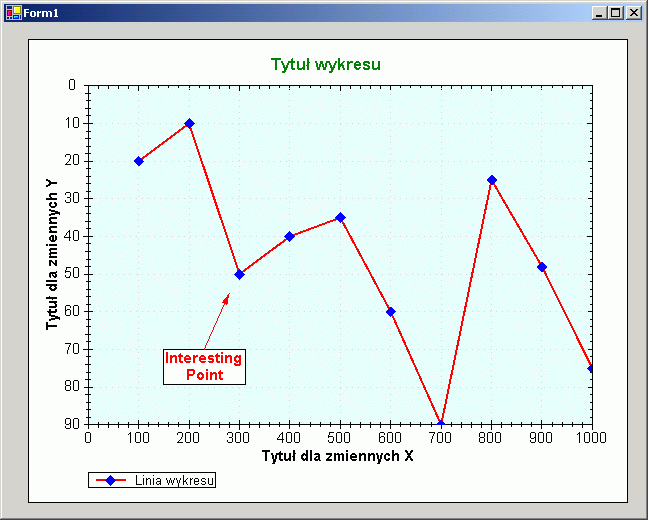 Form1
Tytuł wykresu
Tytuł dla zmiennych Y
0
10
20
30
40
50
60
70
80
90
Interesting
Point
0 100 200 300 400 500 600 700 800 900 1000
Tytuł dla zmiennych X
Linia wykresu